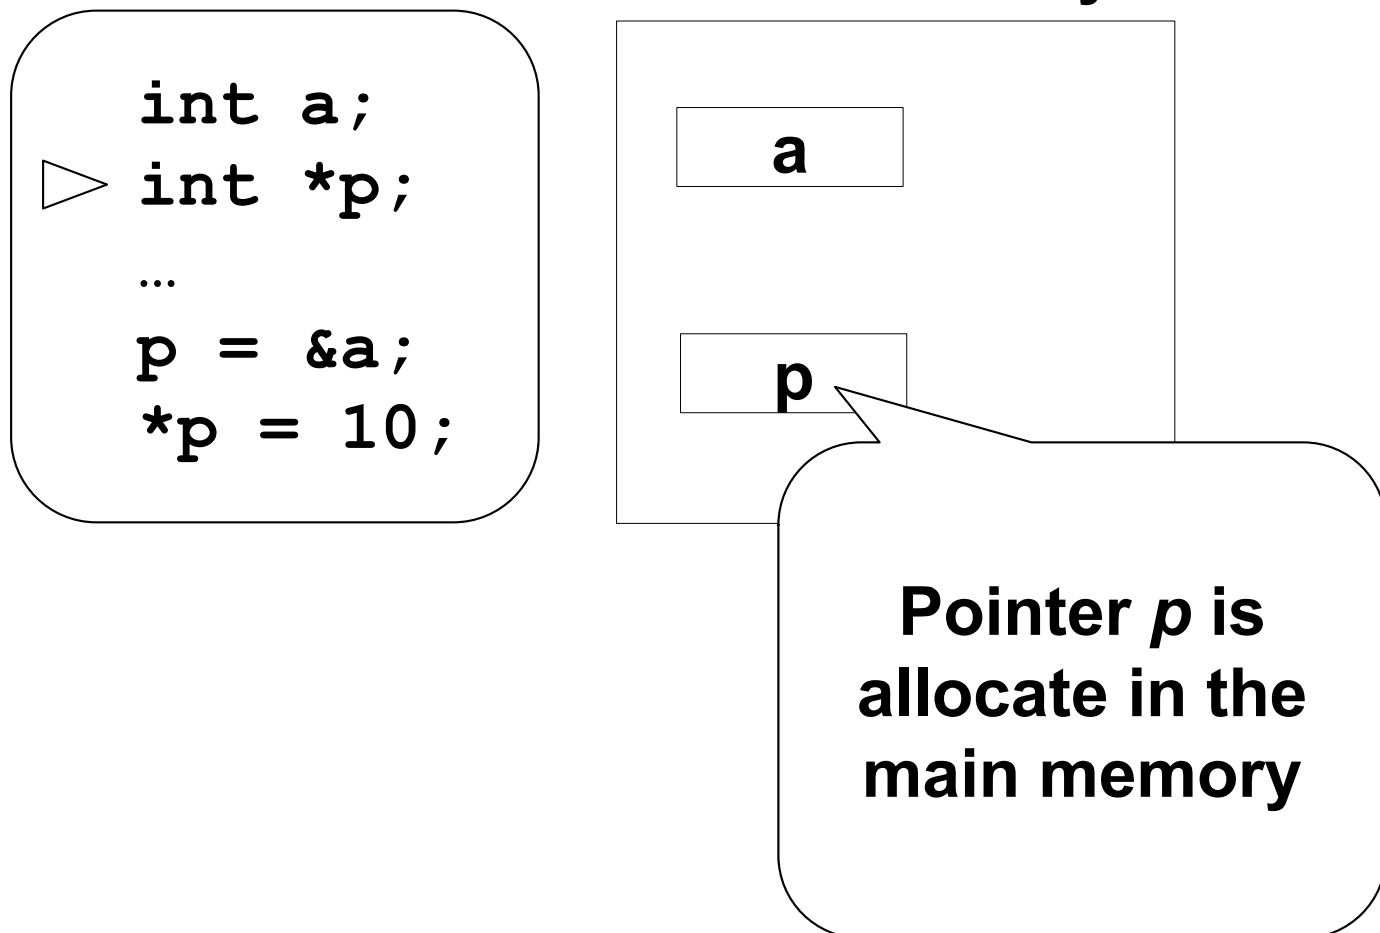 int a;
int *p;
…
p = &a;
*p = 10;
a
p
Pointer p is
allocate in the
main memory